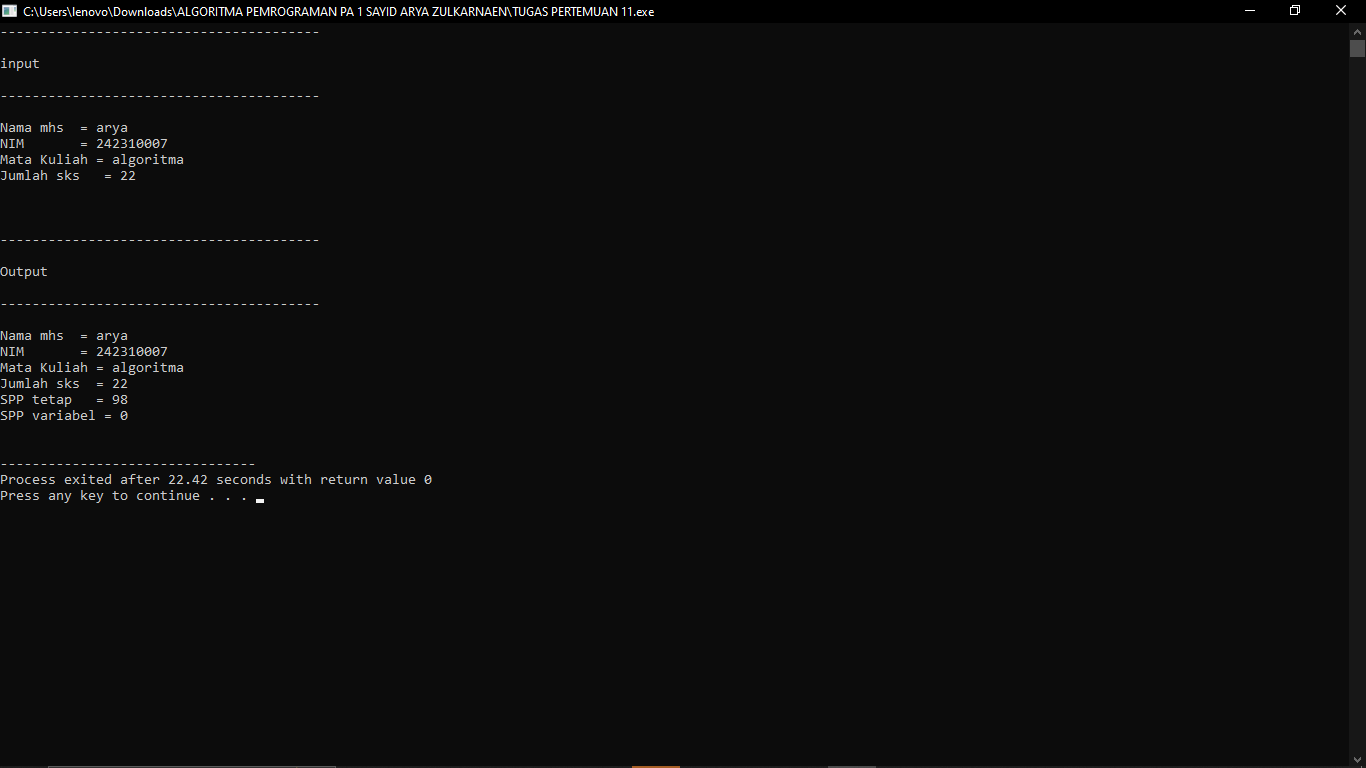 C:\Users\lenovo\Downloads\ALGORITMA PEMROGRAMAN PA 1 SAYID ARYA ZULKARNAEN\TUGAS PERTEMUAN 11.exe
----------------------------------------
input
----------------------------------------
Nama mhs  = arya
NIM       = 242310007
Mata Kuliah = algoritma
Jumlah sks   = 22
----------------------------------------
Output
----------------------------------------
Nama mhs  = arya
NIM       = 242310007
Mata Kuliah = algoritma
Jumlah sks  = 22
SPP tetap   = 98
SPP variabel = 0
--------------------------------
Process exited after 22.42 seconds with return value 0
Press any key to continue . . .